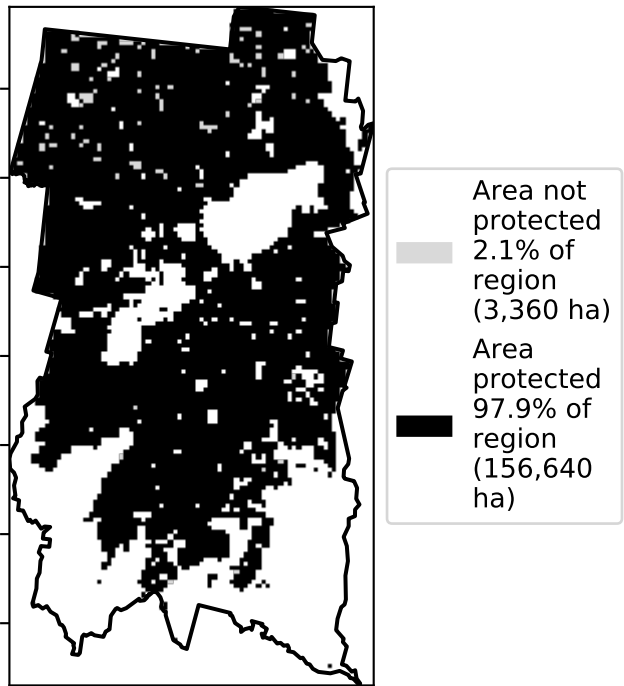 Area not
protected
2.1% of
region
(3,360 ha)
Area
protected
97.9% of
region
(156,640
ha)